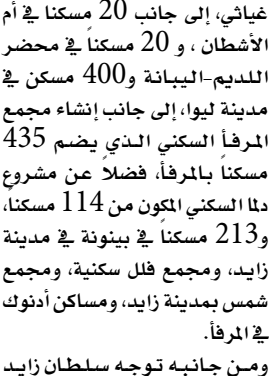 غياثي، إلى جانب 20 مسكنا في أم
الأشطان ، و 20 مسكناً في محضر
اللديم-اليبانة و400 مسكن في
مدينة ليوا، إلى جانب إنشاء مجمع
المرفأ السكني الذي يضم 435
مسكناً بالمرفأ، فضلاً عن مشروع
دلما السكني المكون من 114 مسكناً،
و213 مسكناً في بينونة في مدينة
زايد، ومجمع فلل سكنية، ومجمع
شمس بمدينة زايد، ومساكن أدنوك
في المرفأ.
ومن جانبه توجه سلطان زايد